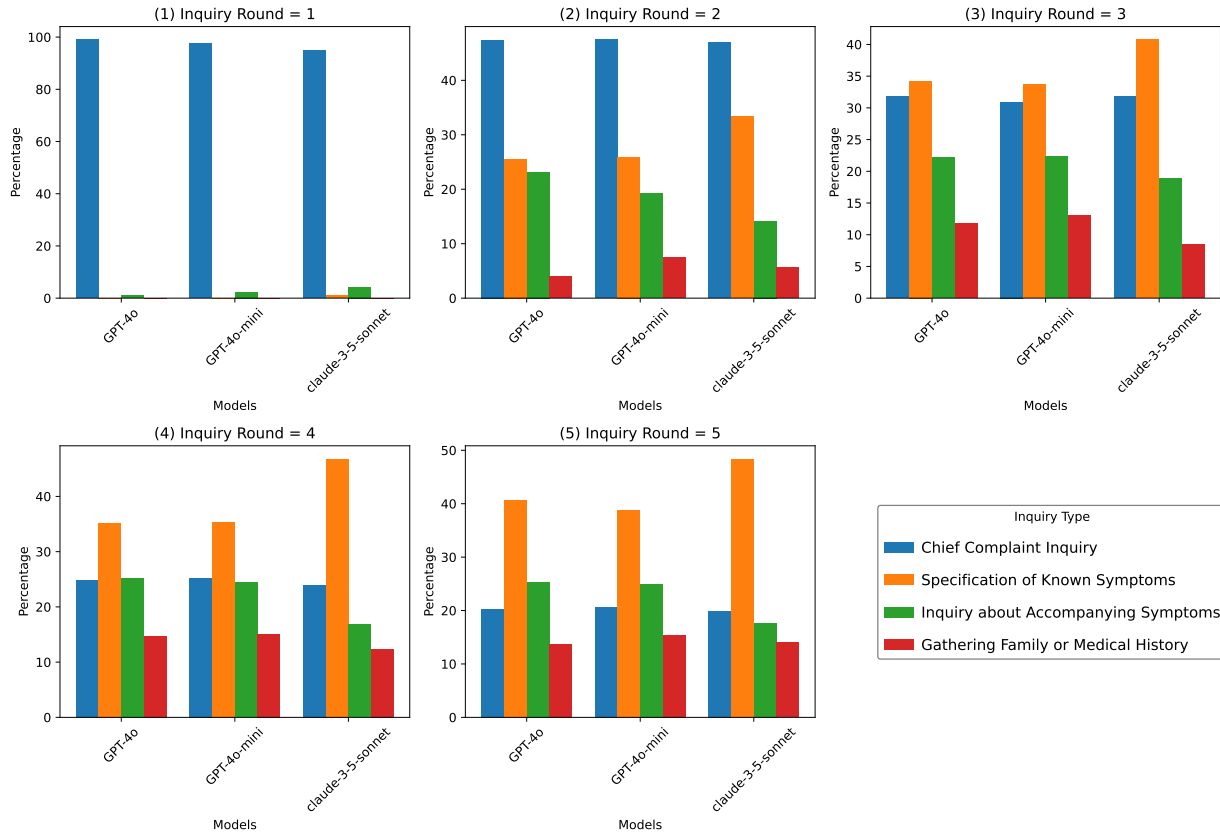 (1) Inquiry Round = 1
100
80
60
40
20
0
Percentage
GPT-4o
GPT-4o-mini
claude-3-5-sonnet
Models
(2) Inquiry Round = 2
40
30
20
10
0
Percentage
GPT-4o
GPT-4o-mini
claude-3-5-sonnet
Models
(3) Inquiry Round = 3
40
35
30
25
20
15
10
5
0
Percentage
GPT-4o
GPT-4o-mini
claude-3-5-sonnet
Models
(4) Inquiry Round = 4
40
30
20
10
0
Percentage
GPT-4o
GPT-4o-mini
claude-3-5-sonnet
Models
(5) Inquiry Round = 5
50
40
30
20
10
0
Percentage
GPT-4o
GPT-4o-mini
claude-3-5-sonnet
Models
Inquiry Type
Chief Complaint Inquiry
Specification of Known Symptoms
Inquiry about Accompanying Symptoms
Gathering Family or Medical History